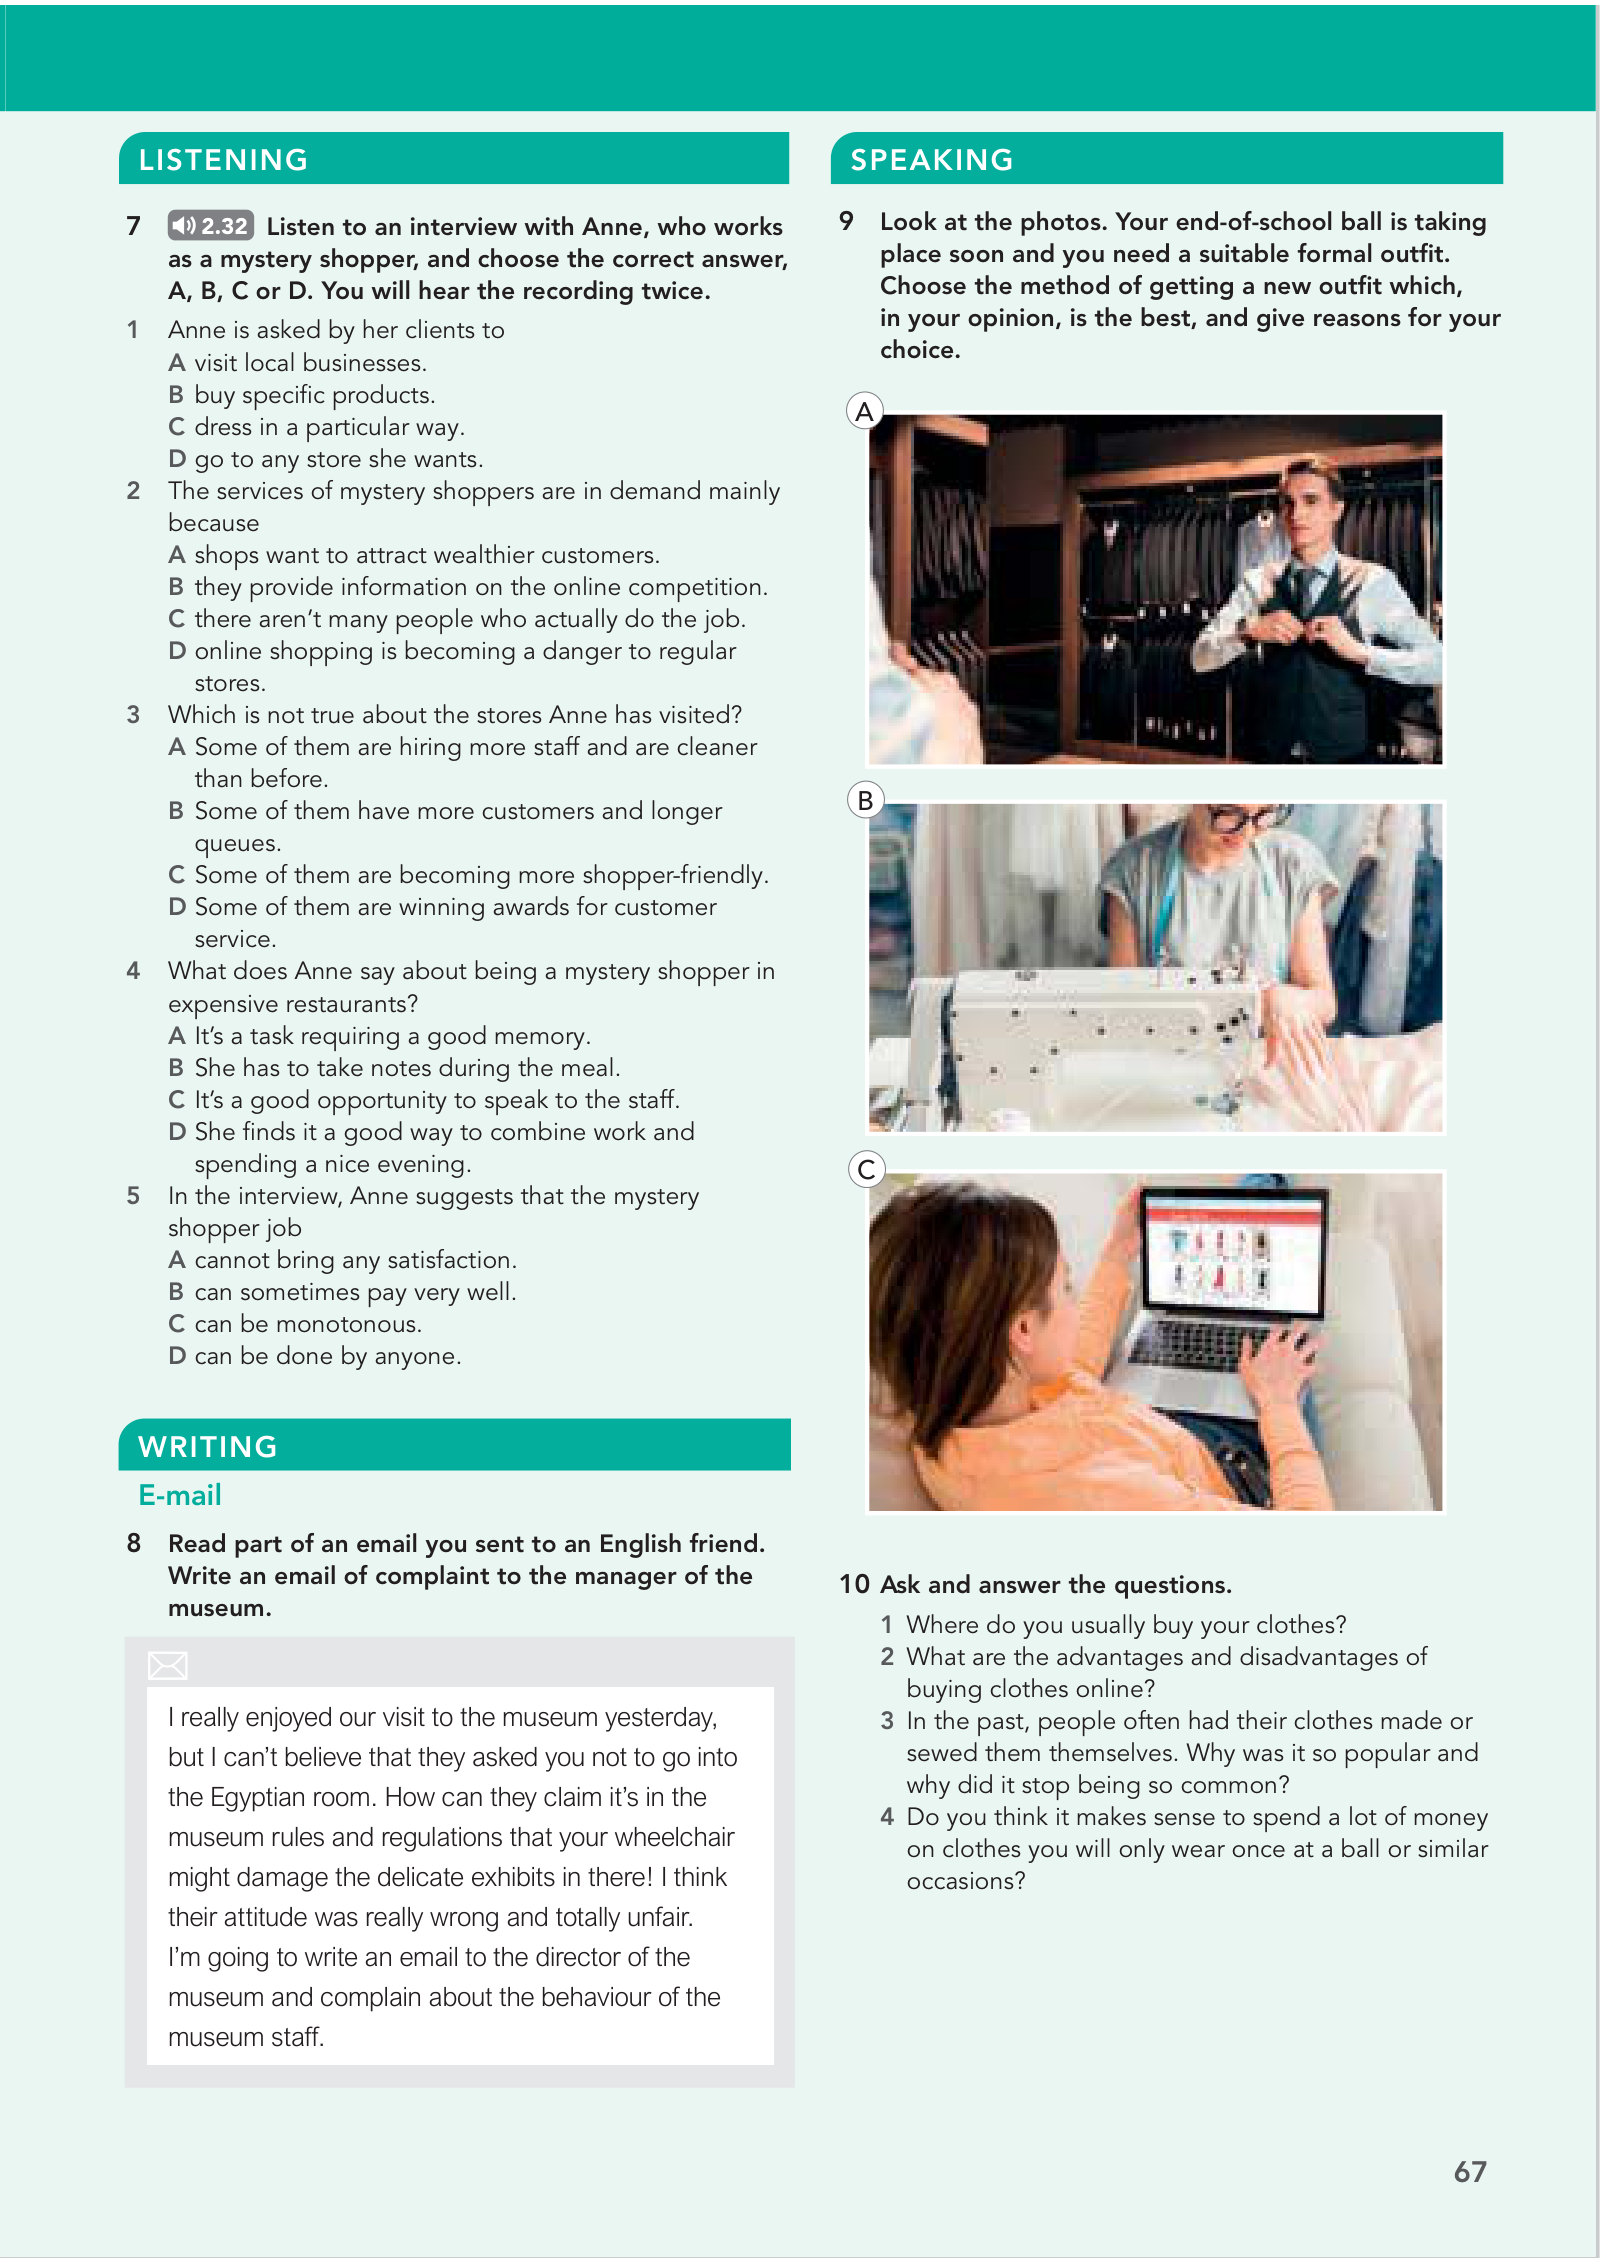 LISTENING
7 2.32 Listen to an interview with Anne, who works
as a mystery shopper, and choose the correct answer,
A, B, C or D. You will hear the recording twice.
1 Anne is asked by her clients to
A visit local businesses.
B buy specific products.
C dress in a particular way.
D go to any store she wants.
2 The services of mystery shoppers are in demand mainly
because
A shops want to attract wealthier customers.
B they provide information on the online competition.
C there aren't many people who actually do the job.
D online shopping is becoming a danger to regular
stores.
3 Which is not true about the stores Anne has visited?
A Some of them are hiring more staff and are cleaner
than before.
B Some of them have more customers and longer
queues.
C Some of them are becoming more shopper-friendly.
D Some of them are winning awards for customer
service.
4 What does Anne say about being a mystery shopper in
expensive restaurants?
A It's a task requiring a good memory.
B She has to take notes during the meal.
C It's a good opportunity to speak to the staff.
D She finds it a good way to combine work and
spending a nice evening.
5 In the interview, Anne suggests that the mystery
shopper job
A cannot bring any satisfaction.
B can sometimes pay very well.
C can be monotonous.
D can be done by anyone.
WRITING
E-mail
8 Read part of an email you sent to an English friend.
Write an email of complaint to the manager of the
museum.
I really enjoyed our visit to the museum yesterday,
but I can't believe that they asked you not to go into
the Egyptian room. How can they claim it's in the
museum rules and regulations that your wheelchair
might damage the delicate exhibits in there! I think
their attitude was really wrong and totally unfair.
I'm going to write an email to the director of the
museum and complain about the behaviour of the
museum staff.
SPEAKING
9 Look at the photos. Your end-of-school ball is taking
place soon and you need a suitable formal outfit.
Choose the method of getting a new outfit which,
in your opinion, is the best, and give reasons for your
choice.
A
B
C
10 Ask and answer the questions.
1 Where do you usually buy your clothes?
2 What are the advantages and disadvantages of
buying clothes online?
3 In the past, people often had their clothes made or
sewed them themselves. Why was it so popular and
why did it stop being so common?
4 Do you think it makes sense to spend a lot of money
on clothes you will only wear once at a ball or similar
occasions?
67